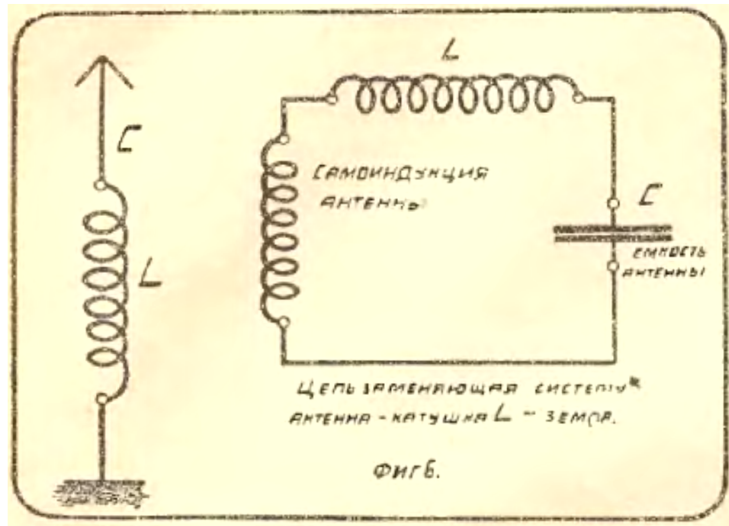 C
L
L
САМОИНДУКЦИЯ
АНТЕННЫ
C
ЕМКОСТЬ
АНТЕННЫ
ЦЕПЬ ЗАМЕНЯЮЩАЯ СИСТЕМУ
АНТЕННА - КАТУШКА L - ЗЕМЛЯ.
ФИГ 6.